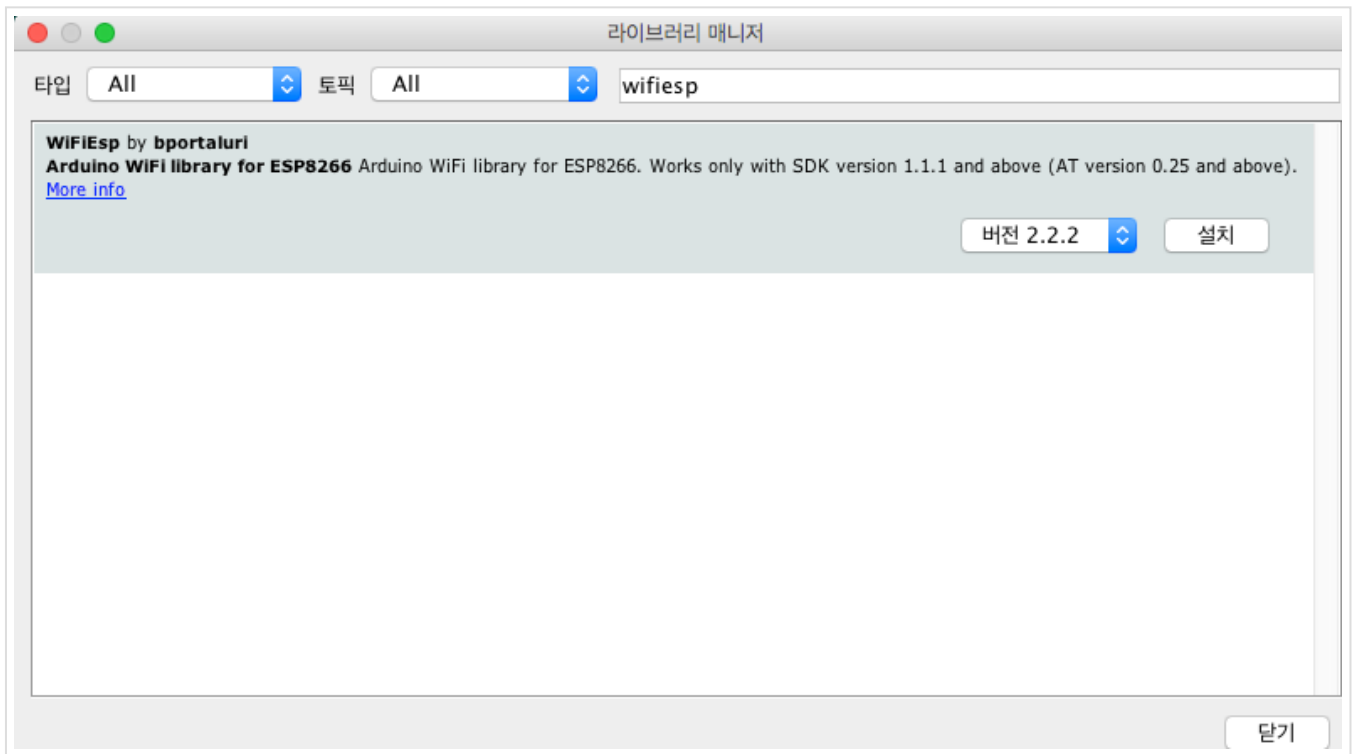 라이브러리 매니저
타입 All 토픽 All wifiesp
WiFiEsp by bportaluri
Arduino WiFi library for ESP8266 Arduino WiFi library for ESP8266. Works only with SDK version 1.1.1 and above (AT version 0.25 and above).
More info
버전 2.2.2 설치
닫기